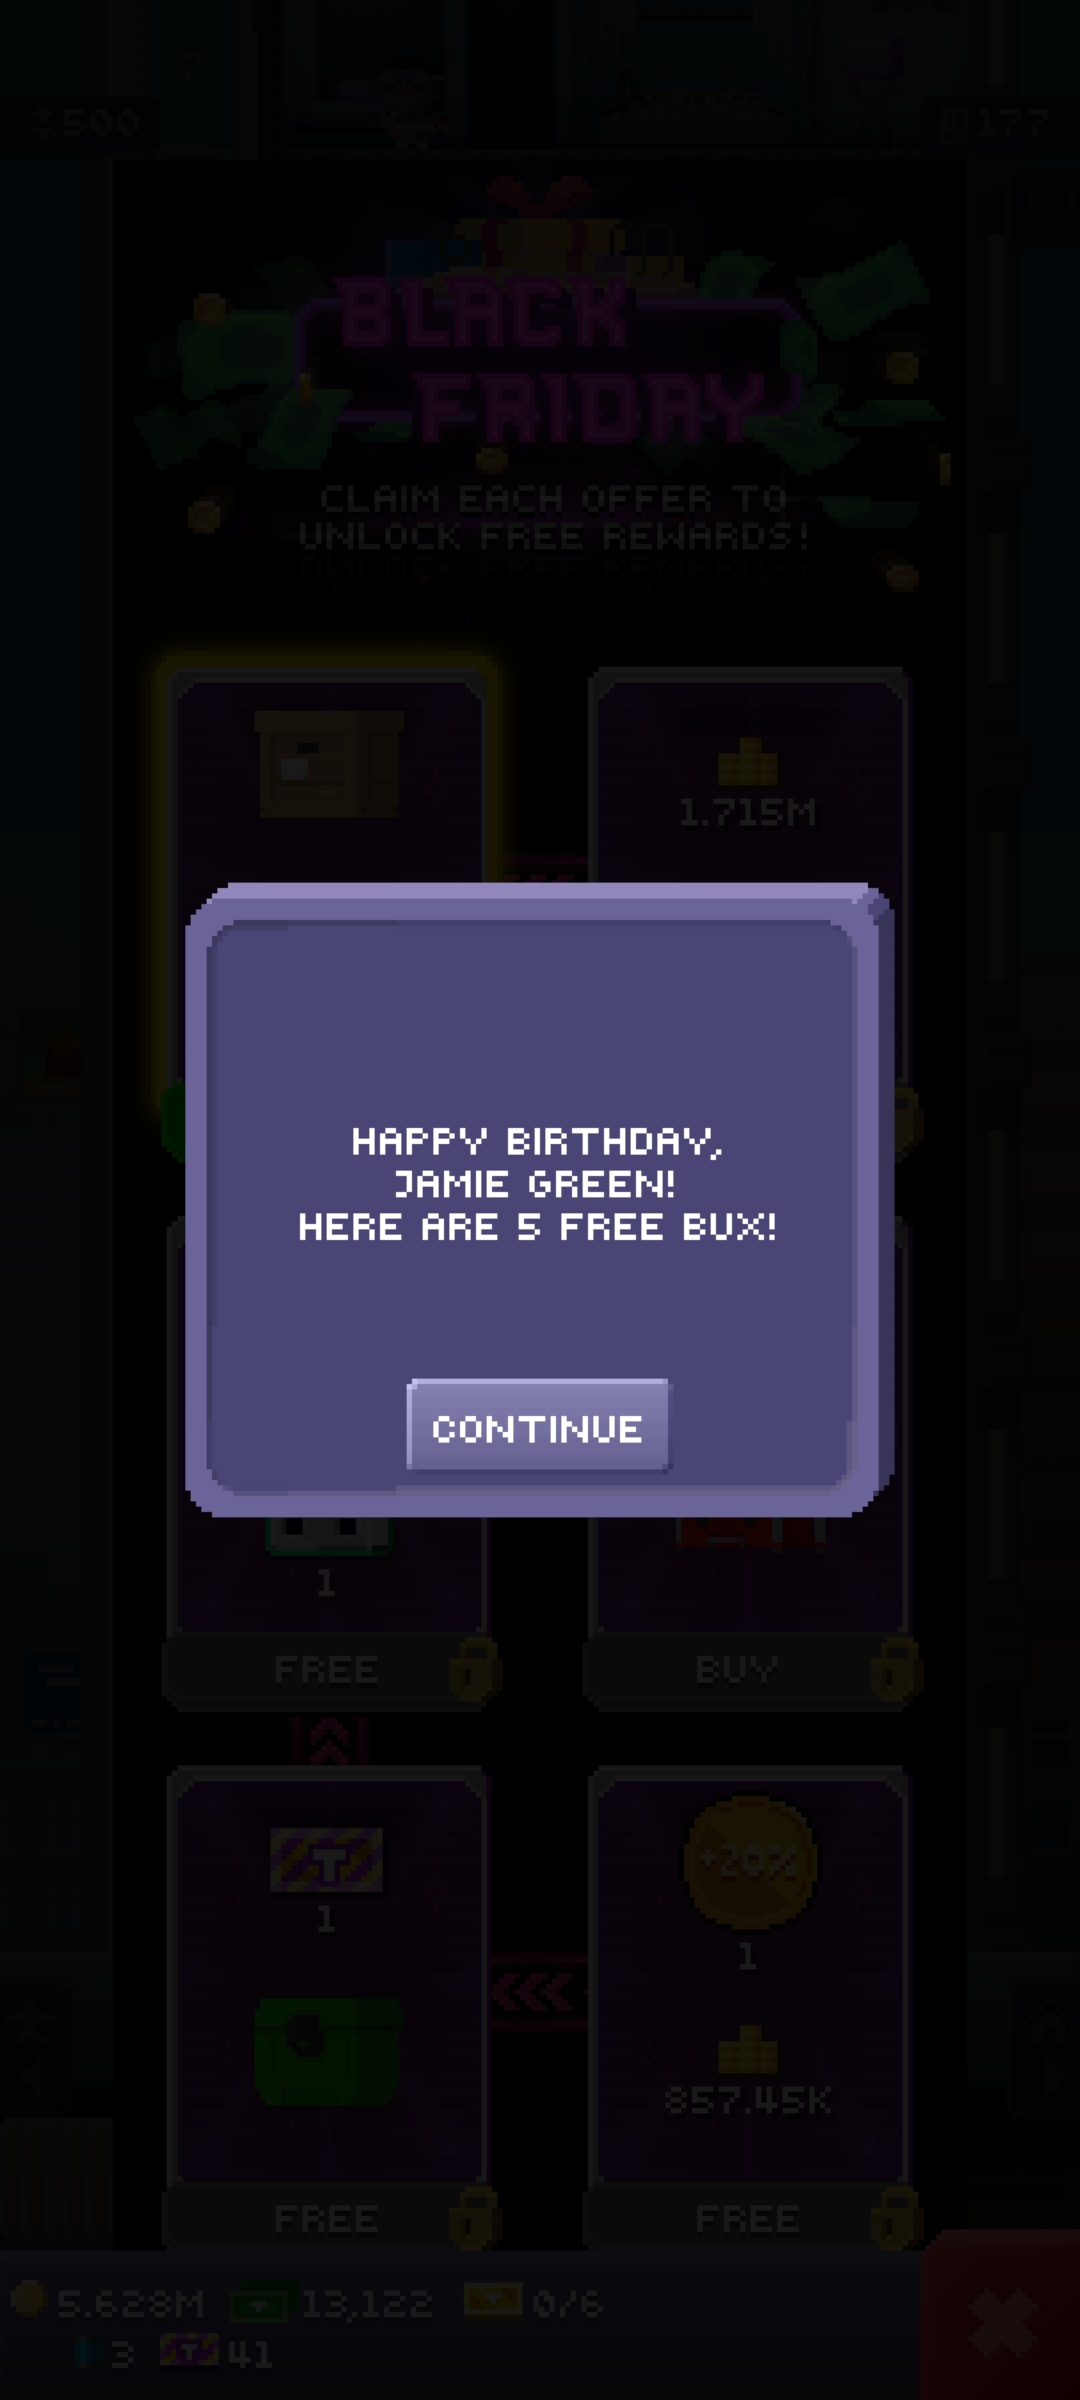 500
177
BLACK
FRIDAY
CLAIM EACH OFFER TO
UNLOCK FREE REWARDS!
1.715M
HAPPY BIRTHDAY,
JAMIE GREEN!
HERE ARE 5 FREE BUX!
CONTINUE
1
FREE
BUY
T
1
+20%
1
857.45K
FREE
FREE
5.628M
13,122
0/6
3
T
41